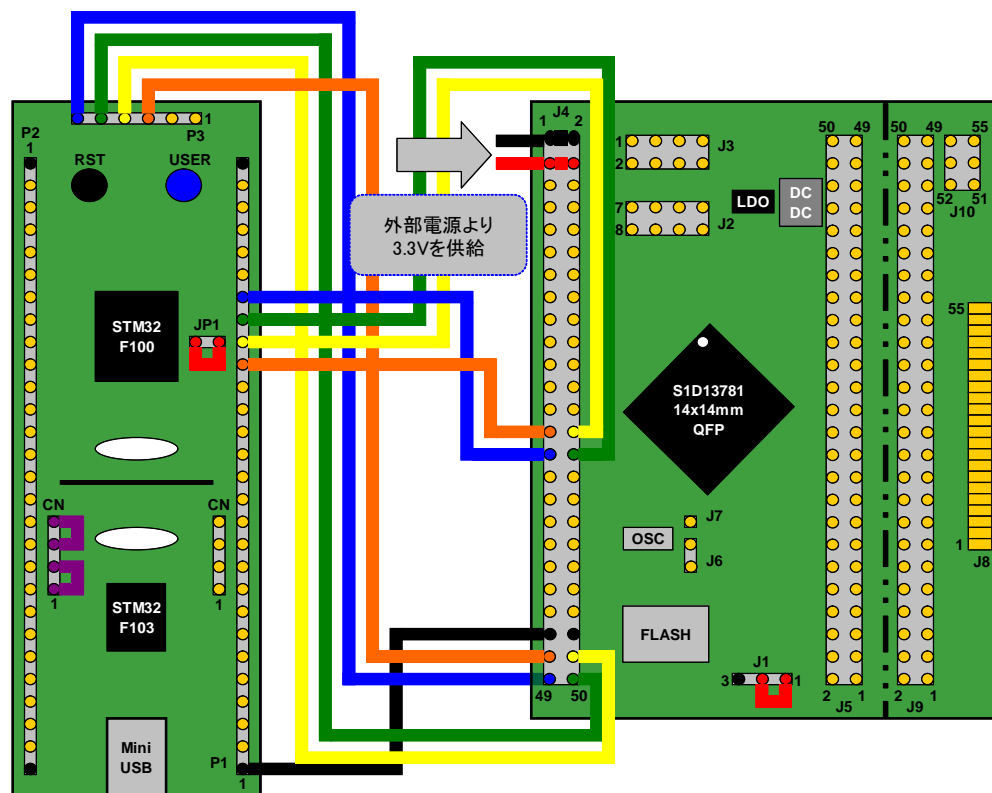 P2
1
1
P3
RST
USER
STM32
F100
JP1
CN
1
CN
1
STM32
F103
Mini
USB
P1
1
外部電源より
3.3Vを供給
J4
1
2
1
2
J3
7
8
J2
LDO
DC
DC
50
49
50
49
55
52
51
J10
S1D13781
14x14mm
QFP
55
J7
OSC
J6
1
J8
FLASH
J1
3
1
49
50
2
1
J5
2
1
J9